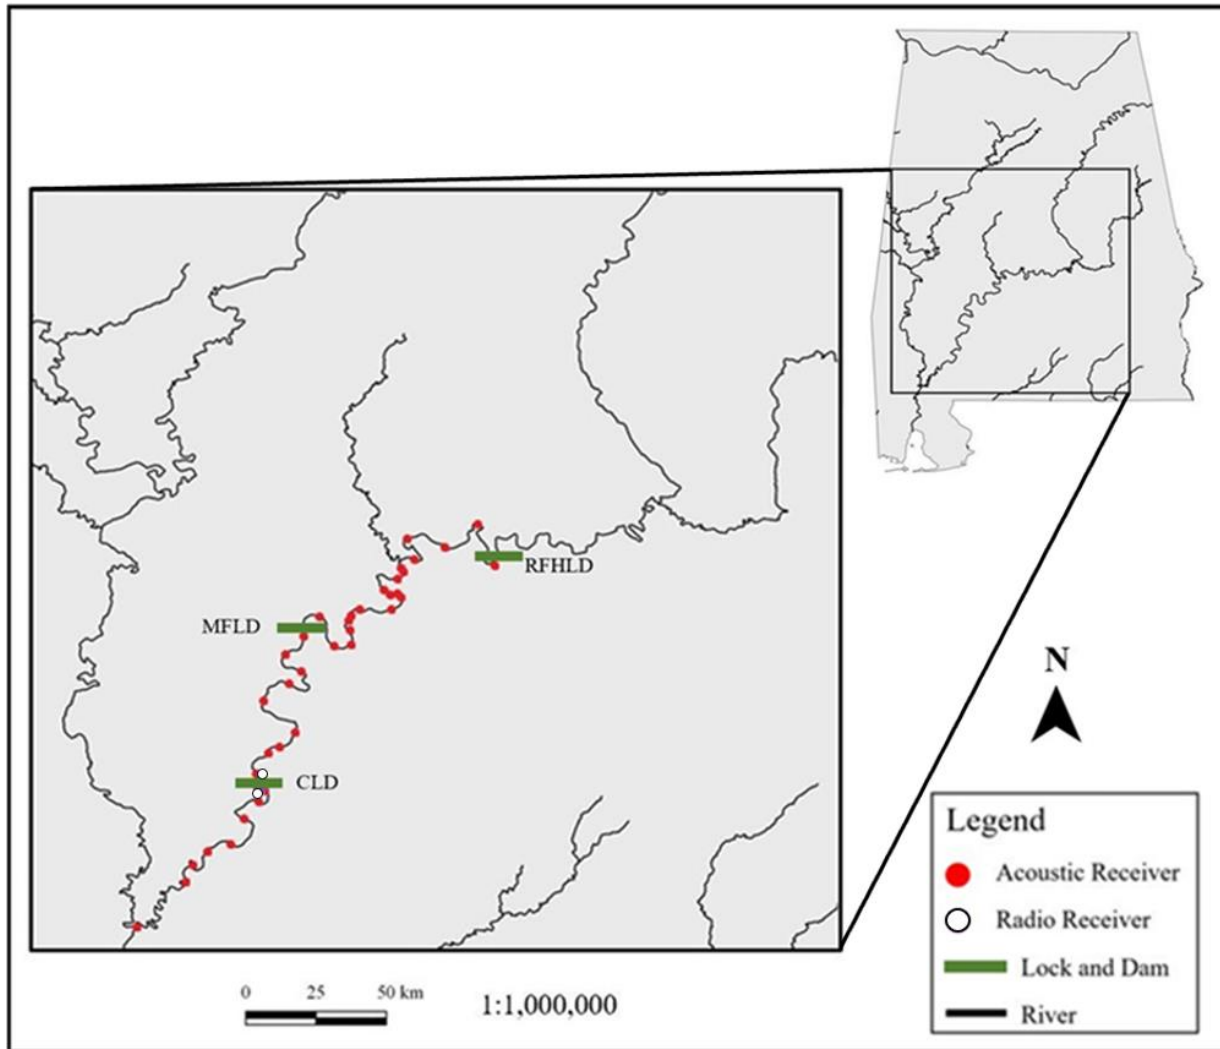 RFHLD
MFLD
CLD
N
Legend
Acoustic Receiver
Radio Receiver
Lock and Dam
River
0 25 50 km
1:1,000,000